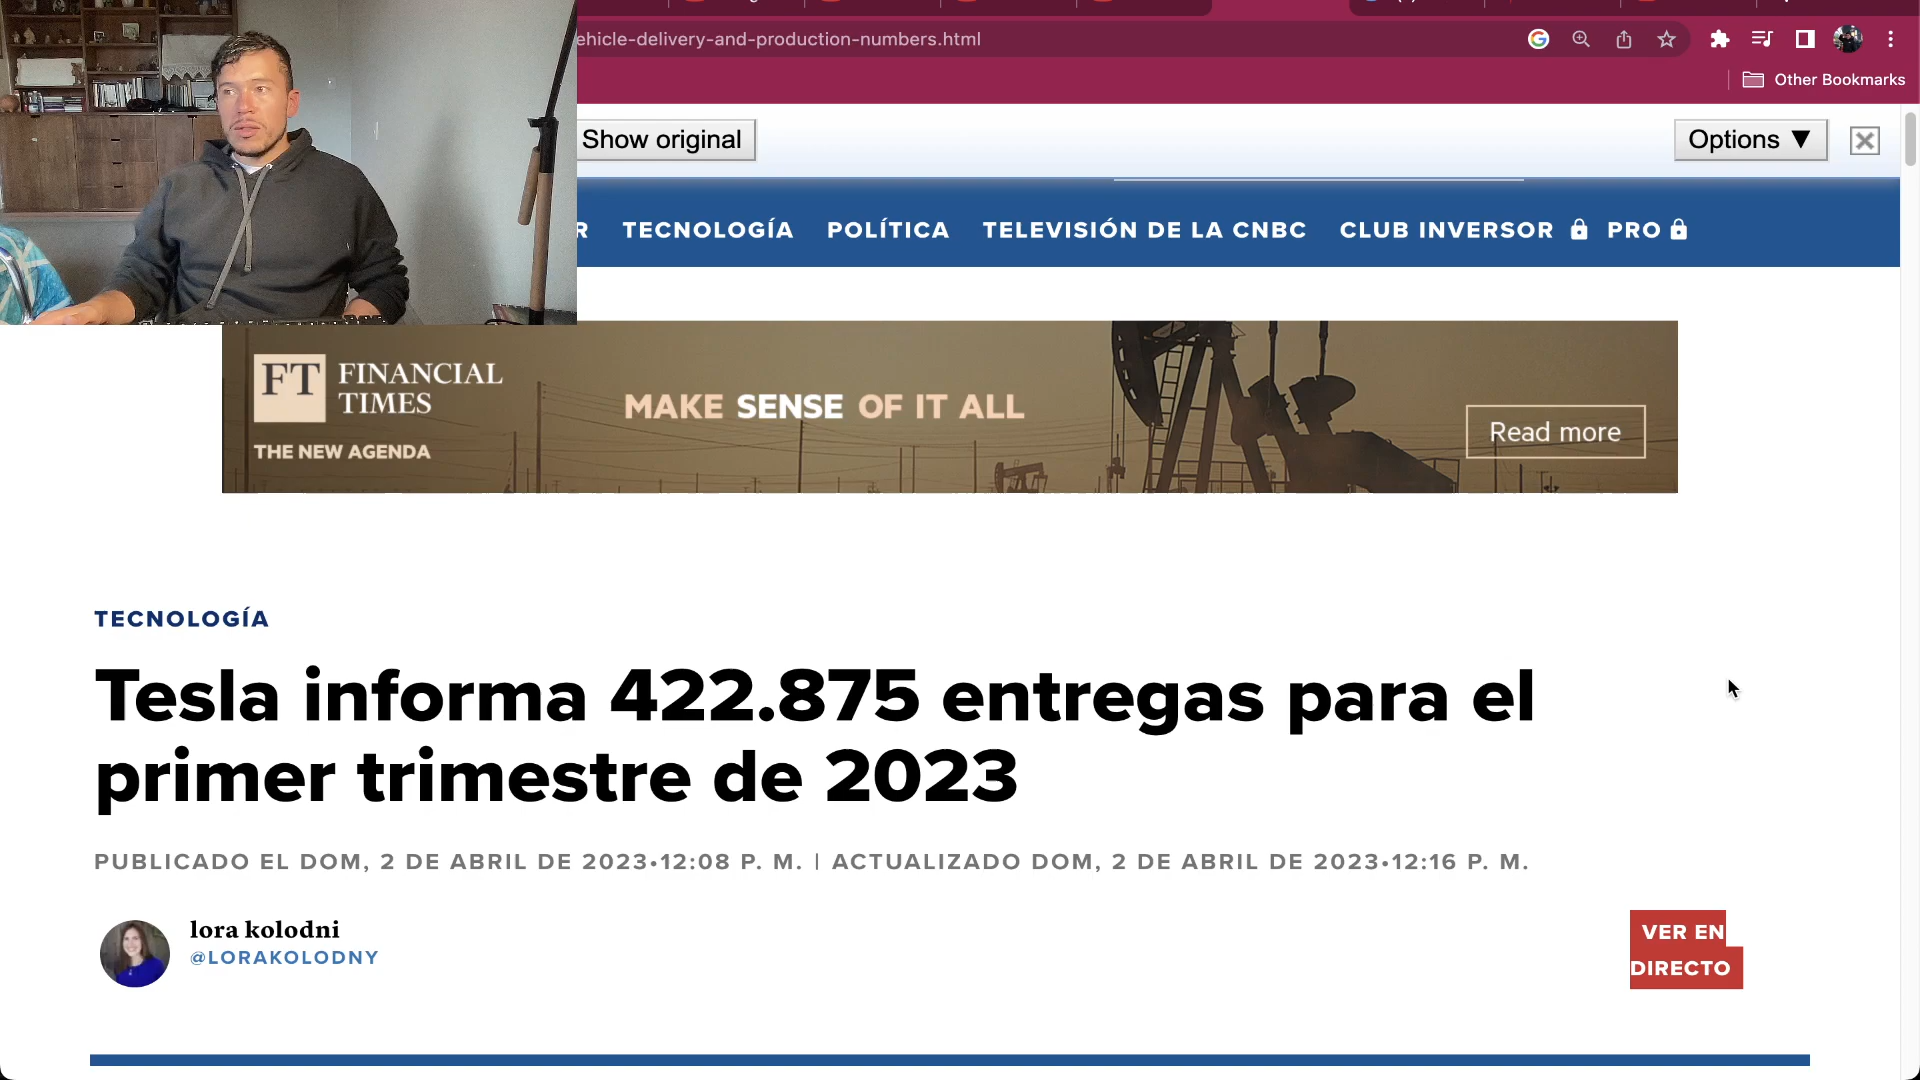 ehicle-delivery-and-production-numbers.html
Other Bookmarks
Show original
Options ▼
TECNOLOGÍA POLÍTICA TELEVISIÓN DE LA CNBC CLUB INVERSOR PRO
FT FINANCIAL TIMES
THE NEW AGENDA
MAKE SENSE OF IT ALL
Read more
TECNOLOGÍA
Tesla informa 422.875 entregas para el
primer trimestre de 2023
PUBLICADO EL DOM, 2 DE ABRIL DE 2023•12:08 P. M. | ACTUALIZADO DOM, 2 DE ABRIL DE 2023•12:16 P. M.
lora kolodni
@LORAKOLODNY
VER EN
DIRECTO